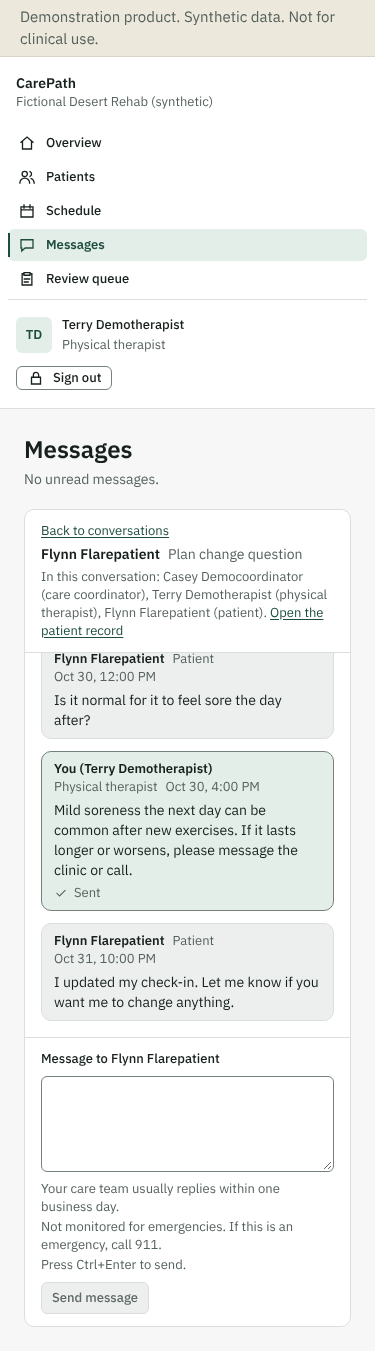 Demonstration product. Synthetic data. Not for
clinical use.
CarePath
Fictional Desert Rehab (synthetic)
Overview
Patients
Schedule
Messages
Review queue
TD
Terry Demotherapist
Physical therapist
Sign out
Messages
No unread messages.
Back to conversations
Flynn Flarepatient Plan change question
In this conversation: Casey Democoordinator
(care coordinator), Terry Demotherapist (physical
therapist), Flynn Flarepatient (patient). Open the
patient record
Flynn Flarepatient Patient
Oct 30, 12:00 PM
Is it normal for it to feel sore the day
after?
You (Terry Demotherapist)
Physical therapist Oct 30, 4:00 PM
Mild soreness the next day can be
common after new exercises. If it lasts
longer or worsens, please message the
clinic or call.
Sent
Flynn Flarepatient Patient
Oct 31, 10:00 PM
I updated my check-in. Let me know if you
want me to change anything.
Message to Flynn Flarepatient
Your care team usually replies within one
business day.
Not monitored for emergencies. If this is an
emergency, call 911.
Press Ctrl+Enter to send.
Send message